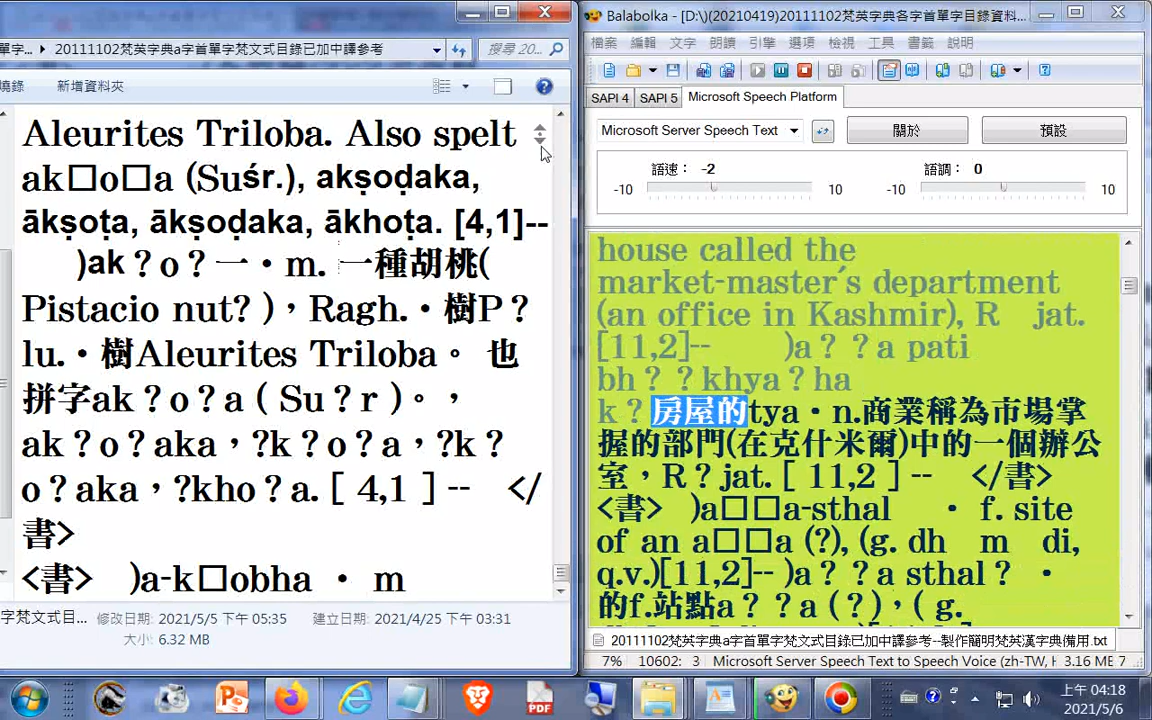 單字... ▸ 20111102梵英字典a字首單字梵文式目錄已加中譯參考
搜尋 20...
燒錄 新增資料夾
Aleurites Triloba. Also spelt
ak□o□a (Suśr.), akṣoḍaka,
ākṣoṭa, ākṣoḍaka, ākhoṭa. [4,1]--
)ak？o？一・m. 一種胡桃(
Pistacio nut? )，Ragh.・樹P？
lu.・樹Aleurites Triloba。 也
拼字ak？o？a ( Su？r )。，
ak？o？aka，?k？o？a，?k？
o？aka，?kho？a. [ 4,1 ] -- </
書>
<書> )a-k□obha ・ m
字梵文式目... 修改日期: 2021/5/5 下午 05:35 建立日期: 2021/4/25 下午 03:31
大小: 6.32 MB
Balabolka - [D:\)(20210419)20111102梵英字典各字首單字目錄資料...
檔案 編輯 文字 朗讀 引擎 選項 檢視 工具 書籤 說明
SAPI 4 SAPI 5 Microsoft Speech Platform
Microsoft Server Speech Text 關於 預設
語速: -2 語調: 0
-10 10 -10 10
house called the
market-master´s department
(an office in Kashmir), R jat.
[11,2]-- )a？？a pati
bh？？khya？ha
k？房屋的tya・n.商業稱為市場掌
握的部門(在克什米爾)中的一個辦公
室，R？jat. [ 11,2 ] -- </書>
<書> )a□□a-sthal ・ f. site
of an a□□a (?), (g. dh m di,
q.v.)[11,2]-- )a？？a sthal？ ・
的f.站點a？？a (？)，( g.
20111102梵英字典a字首單字梵文式目錄已加中譯參考--製作簡明梵英漢字典備用.txt
7% 10602: 3 Microsoft Server Speech Text to Speech Voice (zh-TW, H 3.16 MB 7
PDF
上午 04:18
2021/5/6